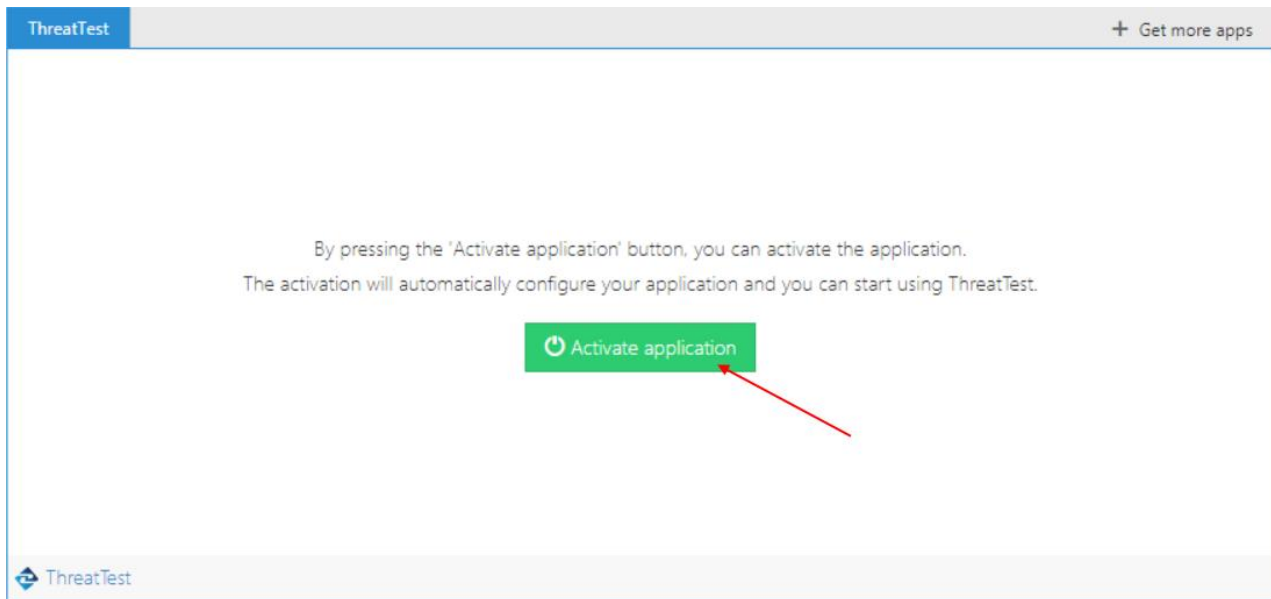 ThreatTest
+ Get more apps
By pressing the 'Activate application' button, you can activate the application.
The activation will automatically configure your application and you can start using ThreatTest.
Activate application
ThreatTest